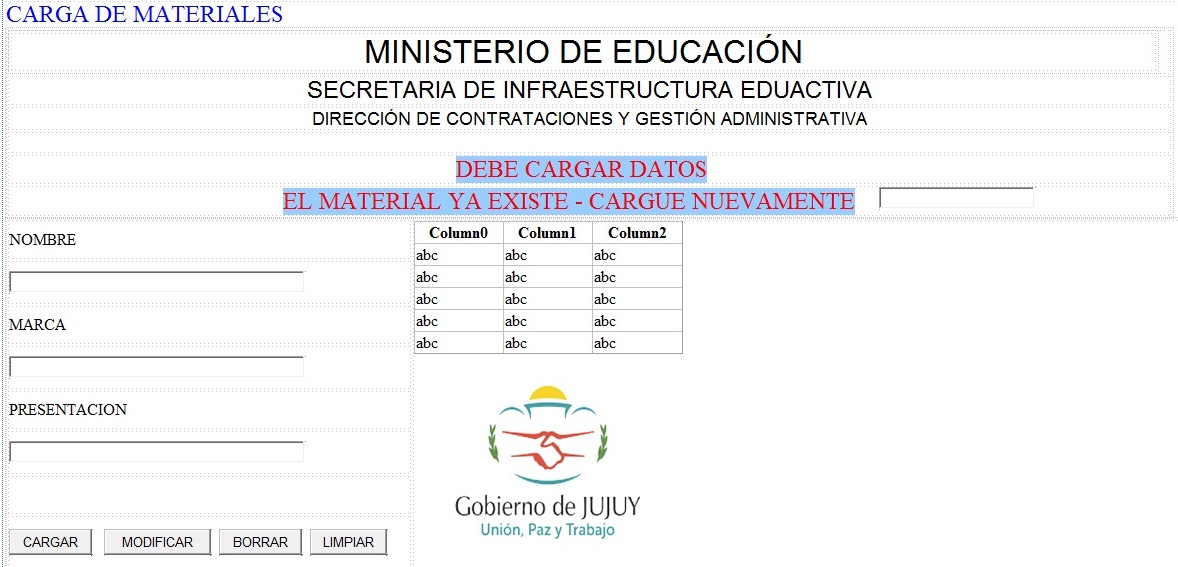 CARGA DE MATERIALES
MINISTERIO DE EDUCACIÓN
SECRETARIA DE INFRAESTRUCTURA EDUACTIVA
DIRECCIÓN DE CONTRATACIONES Y GESTIÓN ADMINISTRATIVA
DEBE CARGAR DATOS
EL MATERIAL YA EXISTE - CARGUE NUEVAMENTE
NOMBRE
MARCA
PRESENTACION
CARGAR MODIFICAR BORRAR LIMPIAR
Column0 Column1 Column2
abc abc abc
abc abc abc
abc abc abc
abc abc abc
abc abc abc
Gobierno de JUJUY
Unión, Paz y Trabajo